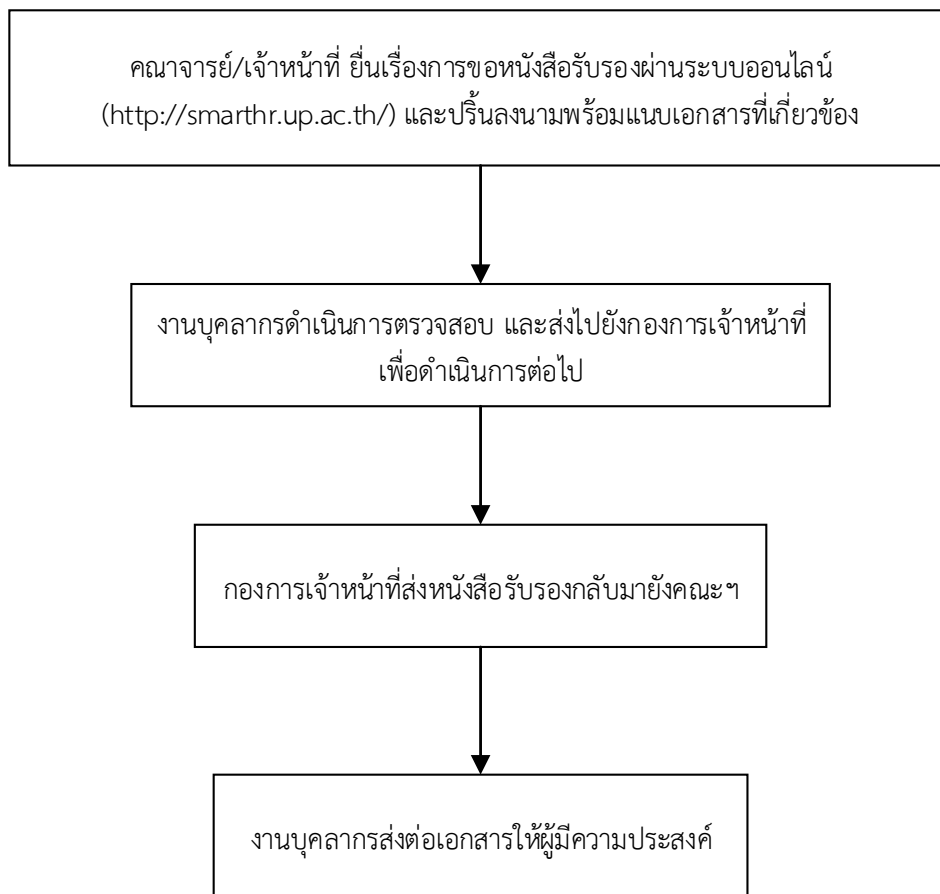 คณาจารย์/เจ้าหน้าที่ ยื่นเรื่องการขอหนังสือรับรองผ่านระบบออนไลน์
(http://smarthr.up.ac.th/) และปริ้นลงนามพร้อมแนบเอกสารที่เกี่ยวข้อง
งานบุคลากรดำเนินการตรวจสอบ และส่งไปยังกองการเจ้าหน้าที่
เพื่อดำเนินการต่อไป
กองการเจ้าหน้าที่ส่งหนังสือรับรองกลับมายังคณะฯ
งานบุคลากรส่งต่อเอกสารให้ผู้มีความประสงค์